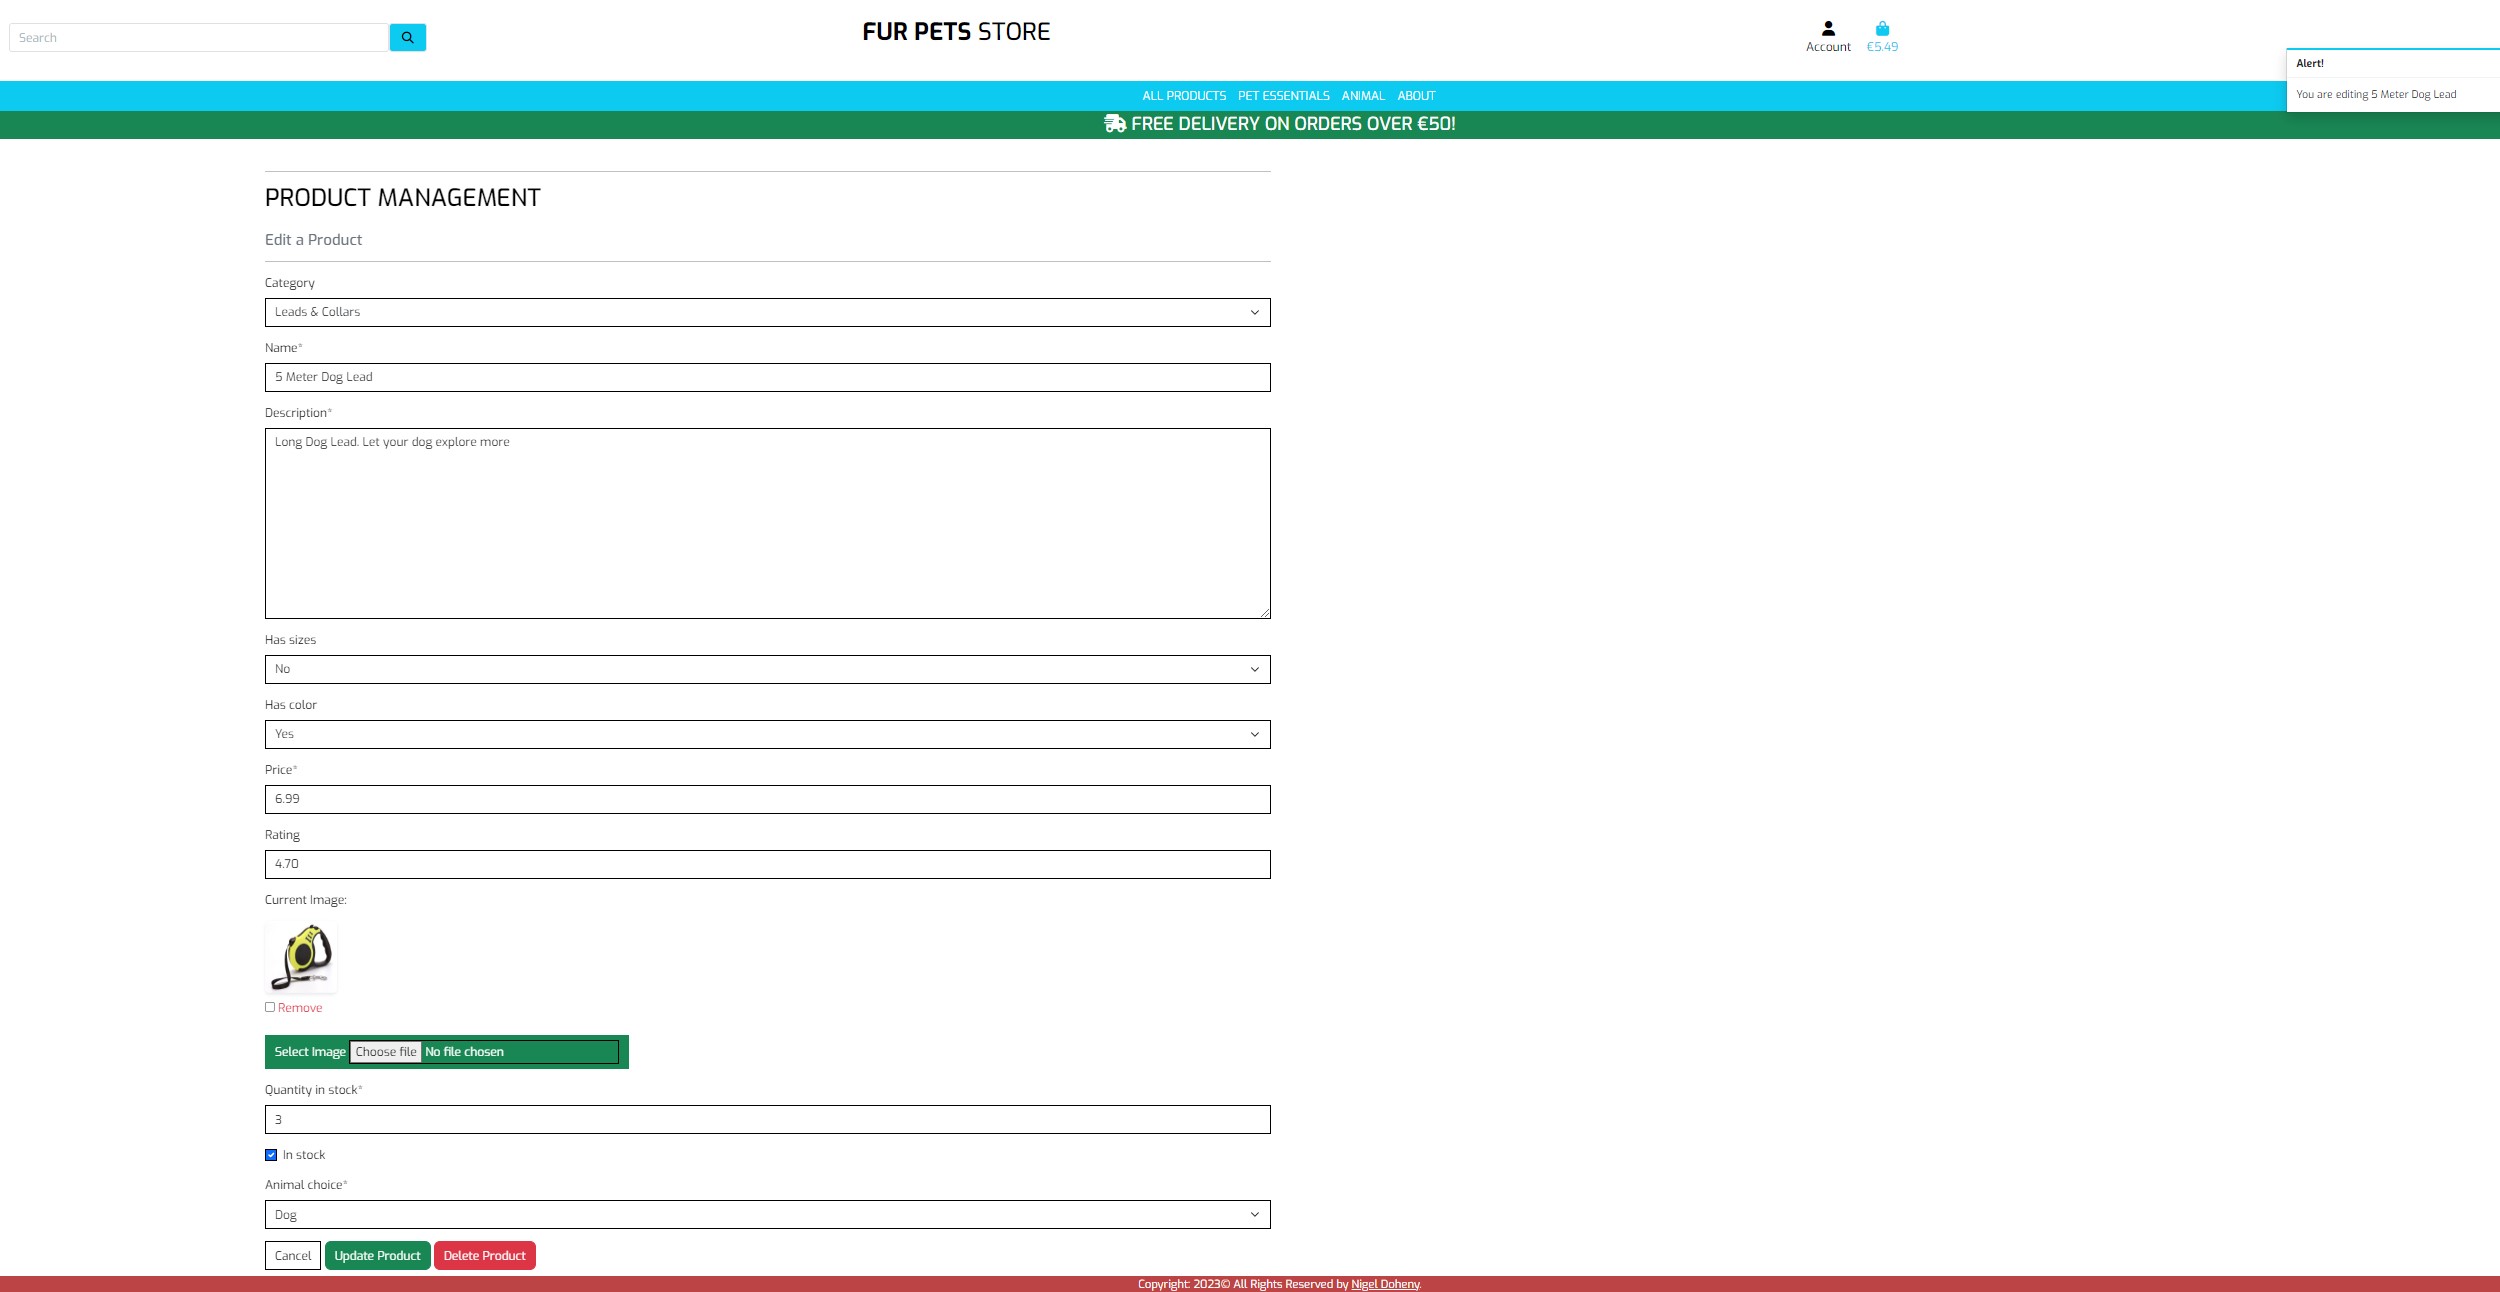 Search
FUR PETS STORE
Account
€5.49
Alert!
You are editing 5 Meter Dog Lead
ALL PRODUCTS PET ESSENTIALS ANIMAL ABOUT
FREE DELIVERY ON ORDERS OVER €50!
PRODUCT MANAGEMENT
Edit a Product
Category
Leads & Collars
Name*
5 Meter Dog Lead
Description*
Long Dog Lead. Let your dog explore more
Has sizes
No
Has color
Yes
Price*
6.99
Rating
4.70
Current Image:
Remove
Select Image Choose file No file chosen
Quantity in stock*
3
In stock
Animal choice*
Dog
Cancel Update Product Delete Product
Copyright: 2023© All Rights Reserved by Nigel Doheny.